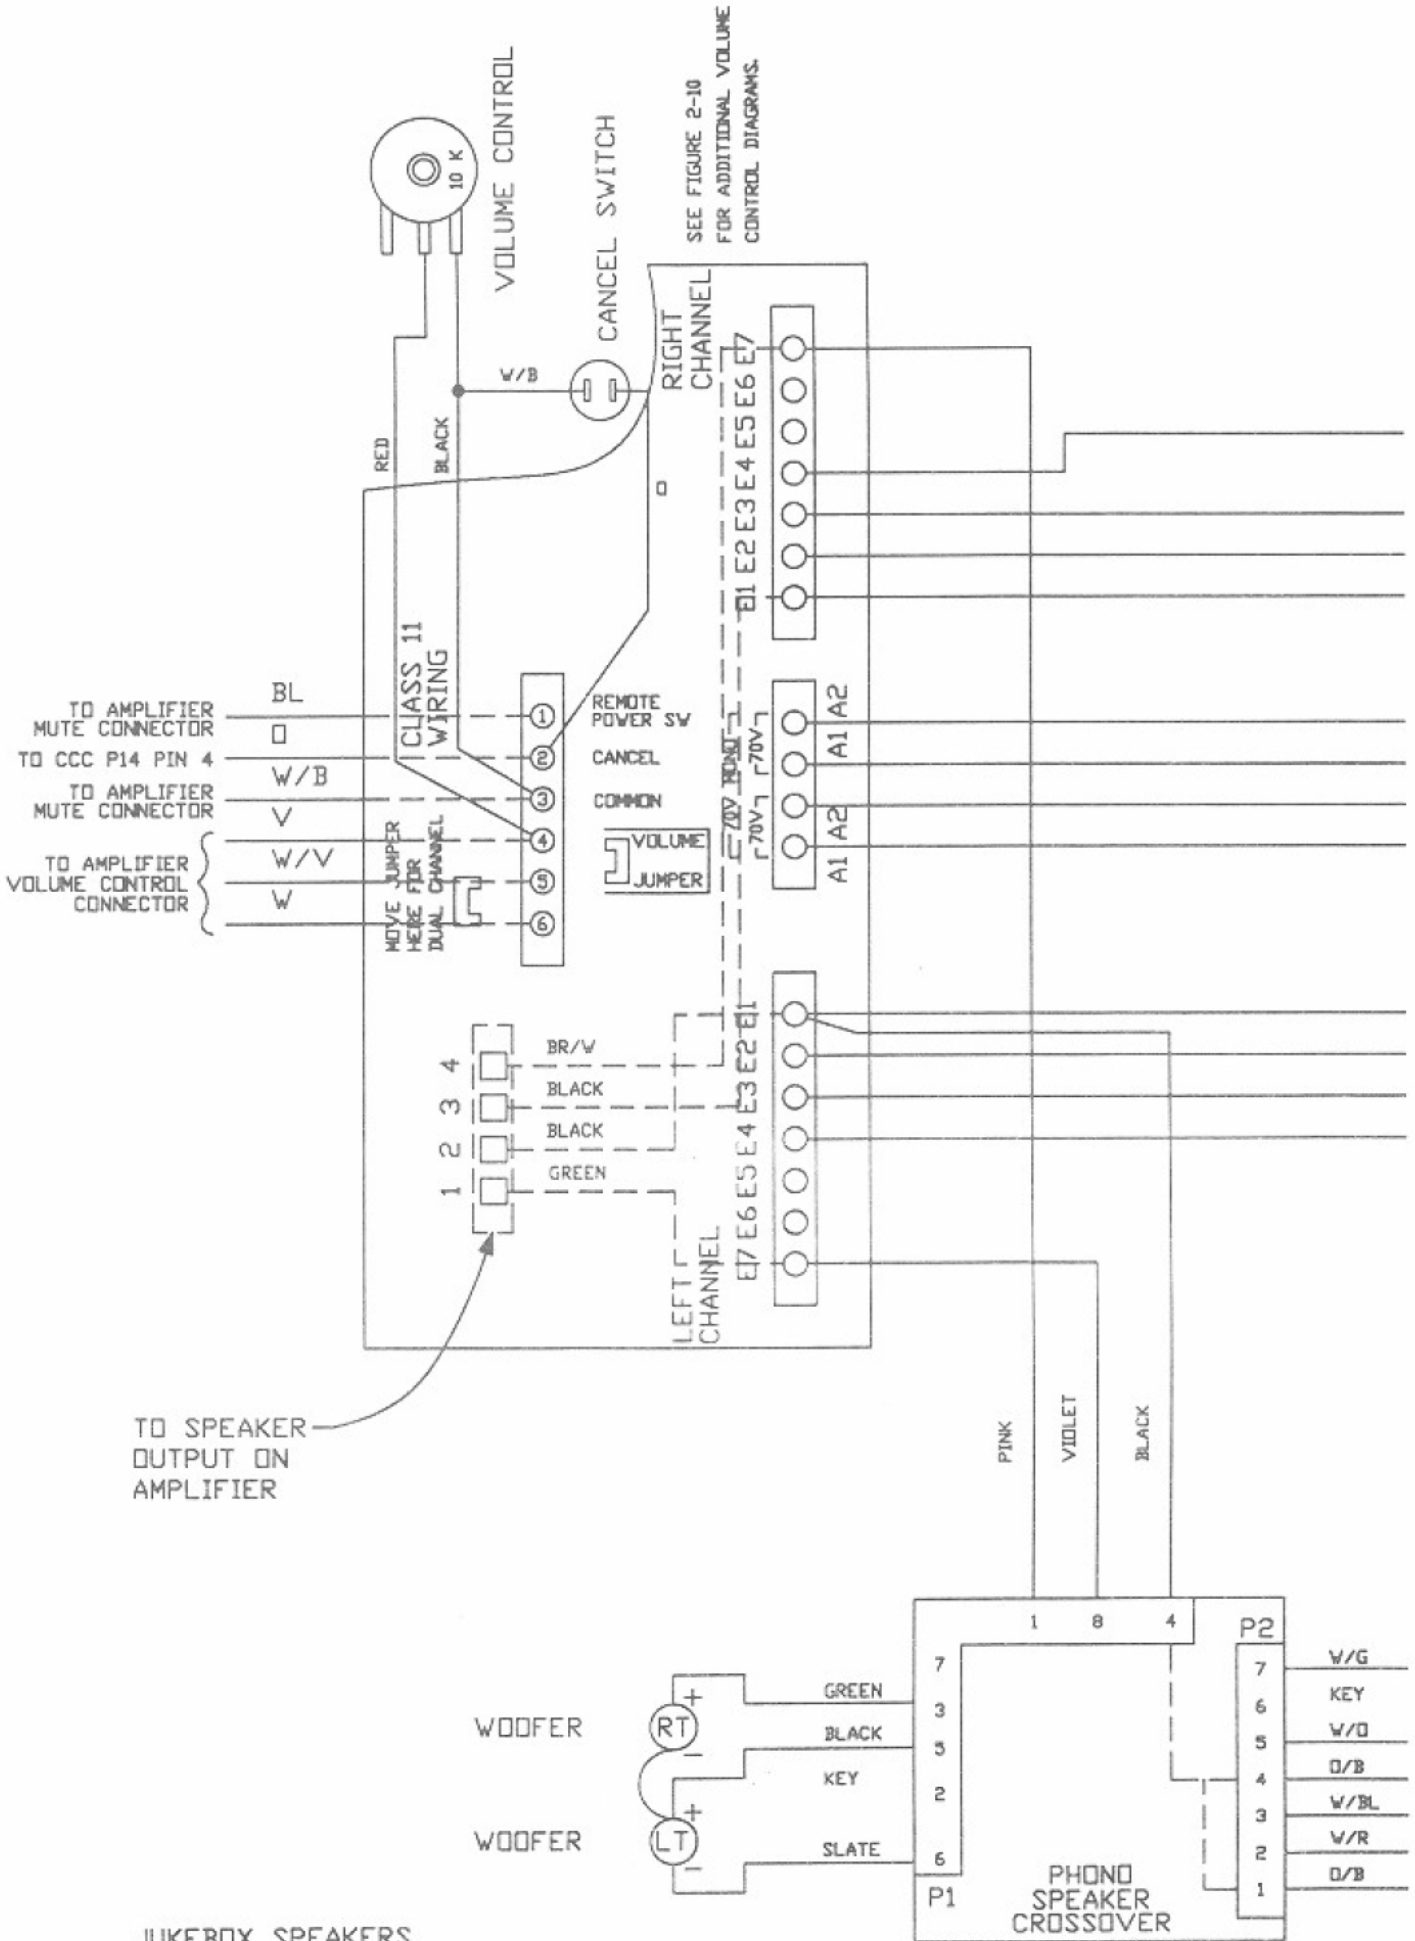 VOLUME CONTROL
10 K
CANCEL SWITCH
SEE FIGURE 2-10
FOR ADDITIONAL VOLUME
CONTROL DIAGRAMS.
RIGHT
CHANNEL
W/B
RED
BLACK
E7
E6
E5
E4
E3
E2
E1
O
CLASS 11
WIRING
BL
TO AMPLIFIER
MUTE CONNECTOR
O
TO CCC P14 PIN 4
W/B
TO AMPLIFIER
MUTE CONNECTOR
V
W/V
TO AMPLIFIER
VOLUME CONTROL
CONNECTOR
W
MOVE JUMPER
HERE FOR
DUAL CHANNEL
1
2
3
4
5
6
REMOTE
POWER SW
CANCEL
COMMON
VOLUME
JUMPER
70V MONO
70V
70V
A1 A2
A1 A2
4
3
2
1
BR/W
BLACK
BLACK
GREEN
E1
E2
E3
E4
E5
E6
E7
LEFT
CHANNEL
TO SPEAKER
OUTPUT ON
AMPLIFIER
PINK
VIOLET
BLACK
1
8
4
P2
7
3
5
2
6
P1
WOOFER
RT
+
-
WOOFER
LT
+
-
GREEN
BLACK
KEY
SLATE
7
6
5
4
3
2
1
W/G
KEY
W/O
O/B
W/BL
W/R
O/B
PHONO
SPEAKER
CROSSOVER
JUKEBOX SPEAKERS